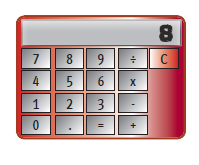 8
7 8 9 ÷ C
4 5 6 x
1 2 3 -
0 . = +